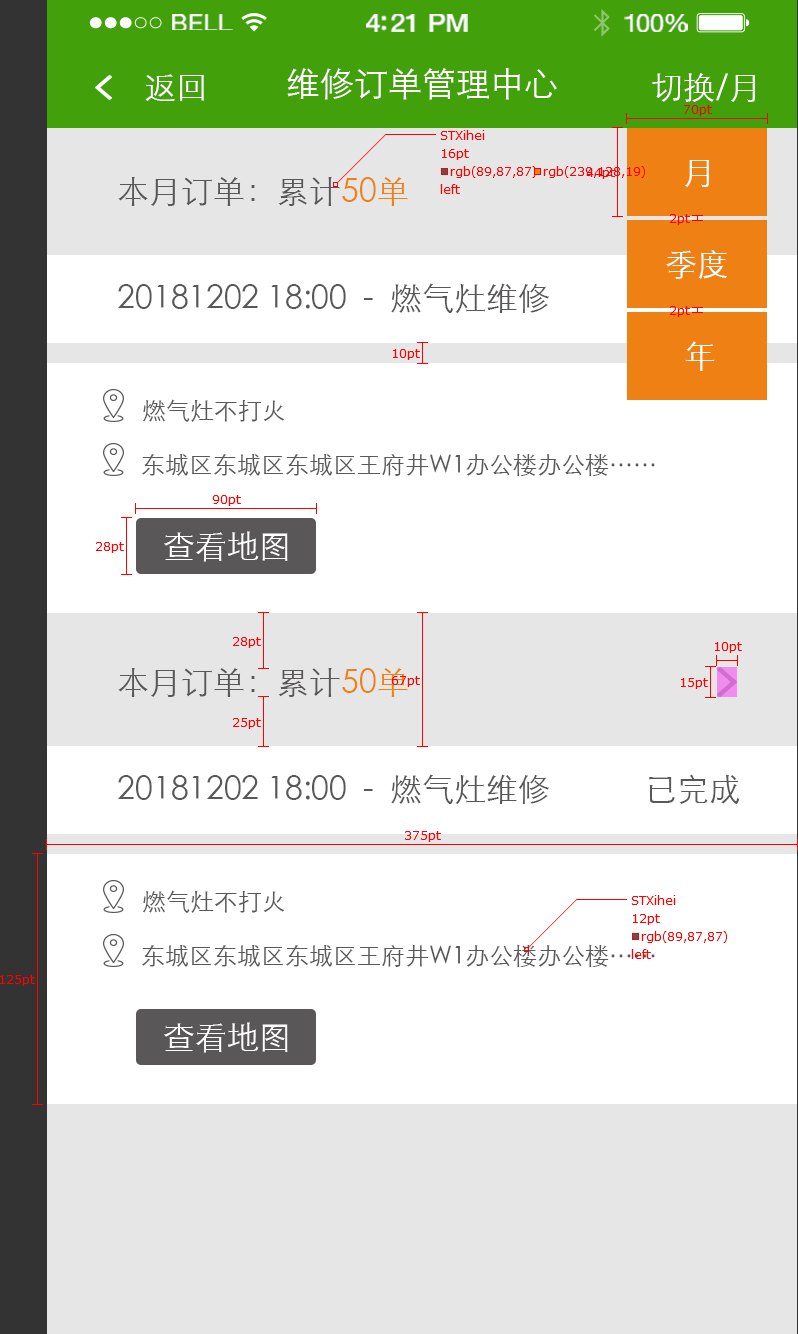 BELL 4:21 PM 100%
返回 维修订单管理中心 切换/月
70pt
STXihei
16pt
rgb(89,87,87) rgb(239,128,19)
left
44pt
月
本月订单：累计50单
2pt
季度
20181202 18:00 - 燃气灶维修
2pt
年
10pt
燃气灶不打火
东城区东城区东城区王府井W1办公楼办公楼……
90pt
28pt
查看地图
28pt
10pt
本月订单：累计50单
67pt
15pt
25pt
20181202 18:00 - 燃气灶维修 已完成
375pt
燃气灶不打火
STXihei
12pt
rgb(89,87,87)
left
东城区东城区东城区王府井W1办公楼办公楼……
125pt
查看地图